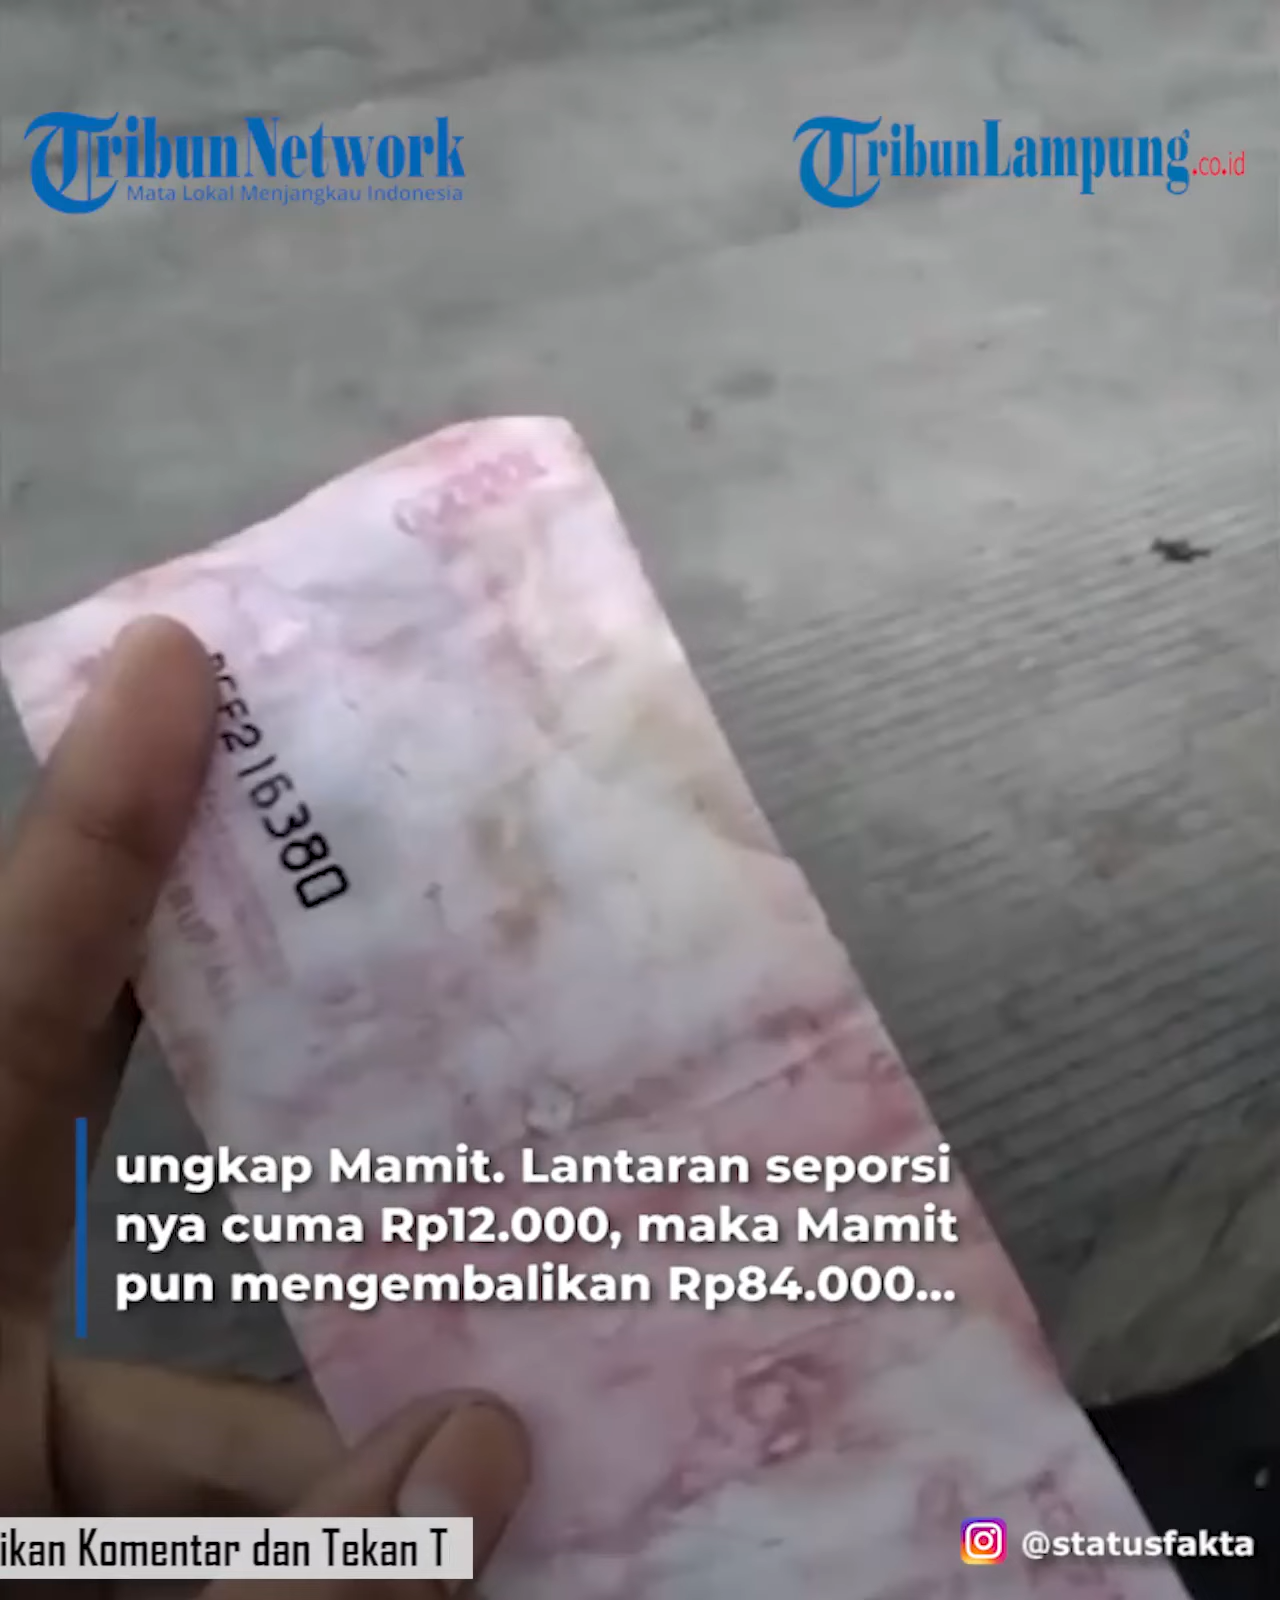 TribunNetwork
Mata Lokal Menjangkau Indonesia
TribunLampung.co.id
216380
ungkap Mamit. Lantaran seporsi
nya cuma Rp12.000, maka Mamit
pun mengembalikan Rp84.000...
ikan Komentar dan Tekan T
@statusfakta